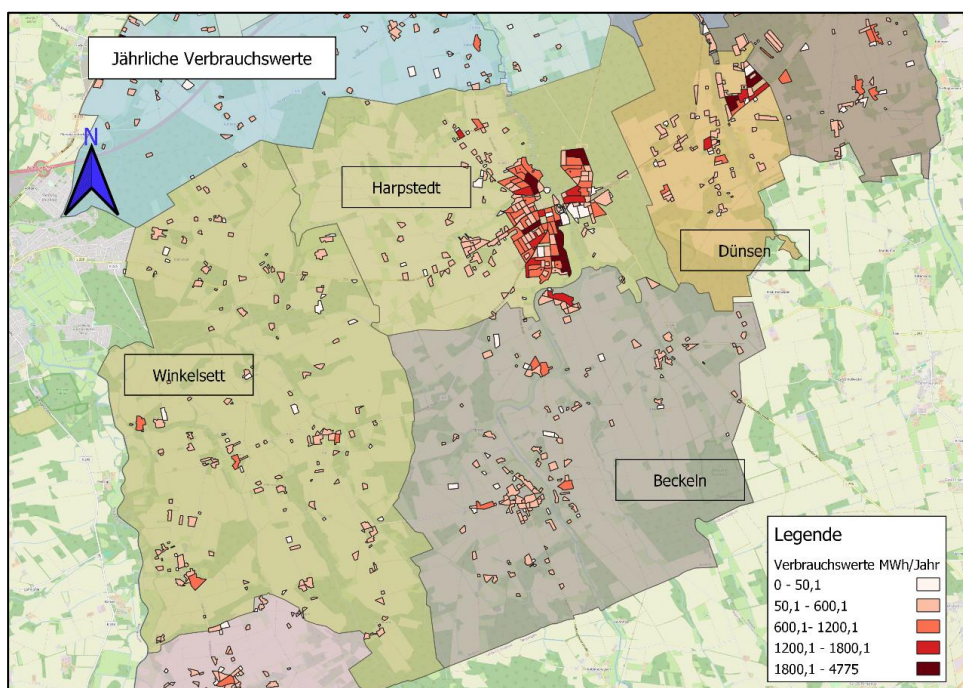 Jährliche Verbrauchswerte
N
Harpstedt
Dünsen
Winkelsett
Beckeln
Legende
Verbrauchswerte MWh/Jahr
0 - 50,1
50,1 - 600,1
600,1- 1200,1
1200,1 - 1800,1
1800,1 - 4775